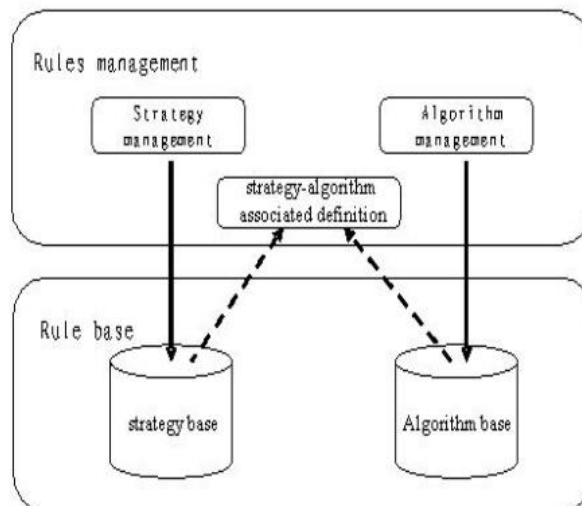 Rules management
Strategy
management
Algorithm
management
strategy-algorithm
associated definition
Rule base
strategy base
Algorithm base